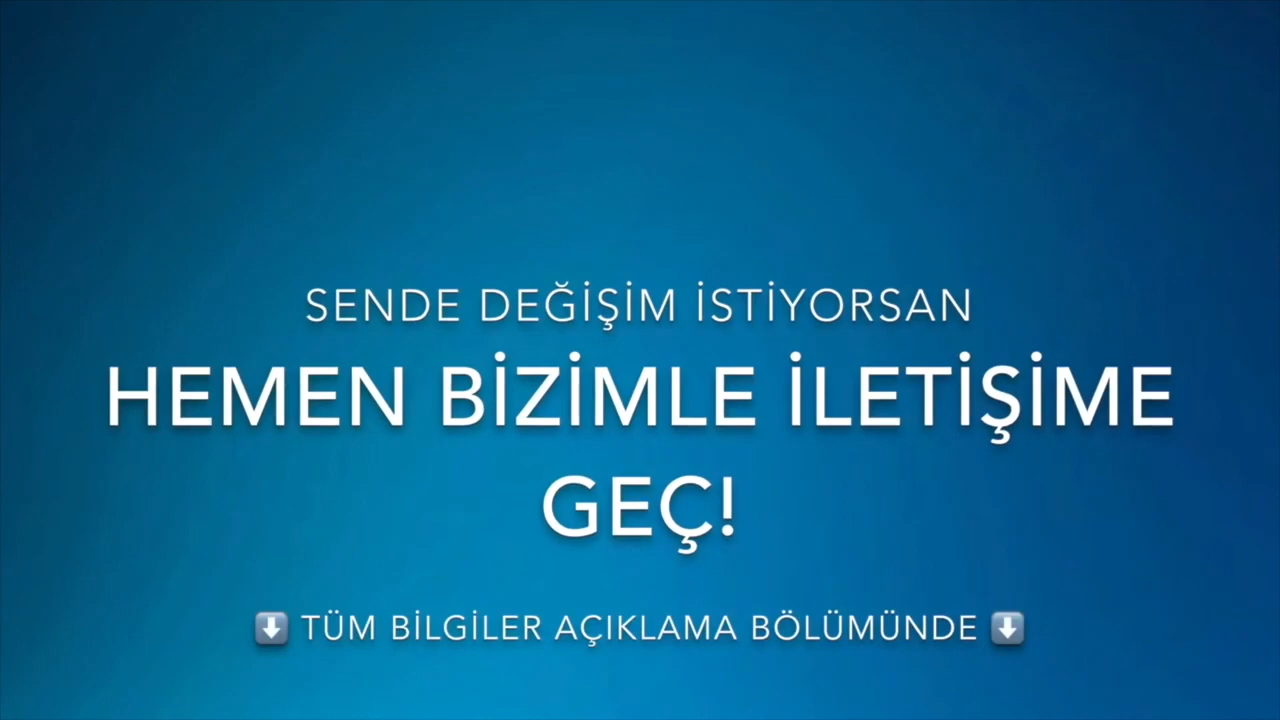 SENDE DEĞİŞİM İSTİYORSAN
HEMEN BİZİMLE İLETİŞİME
GEÇ!
⬇️ TÜM BİLGİLER AÇIKLAMA BÖLÜMÜNDE ⬇️